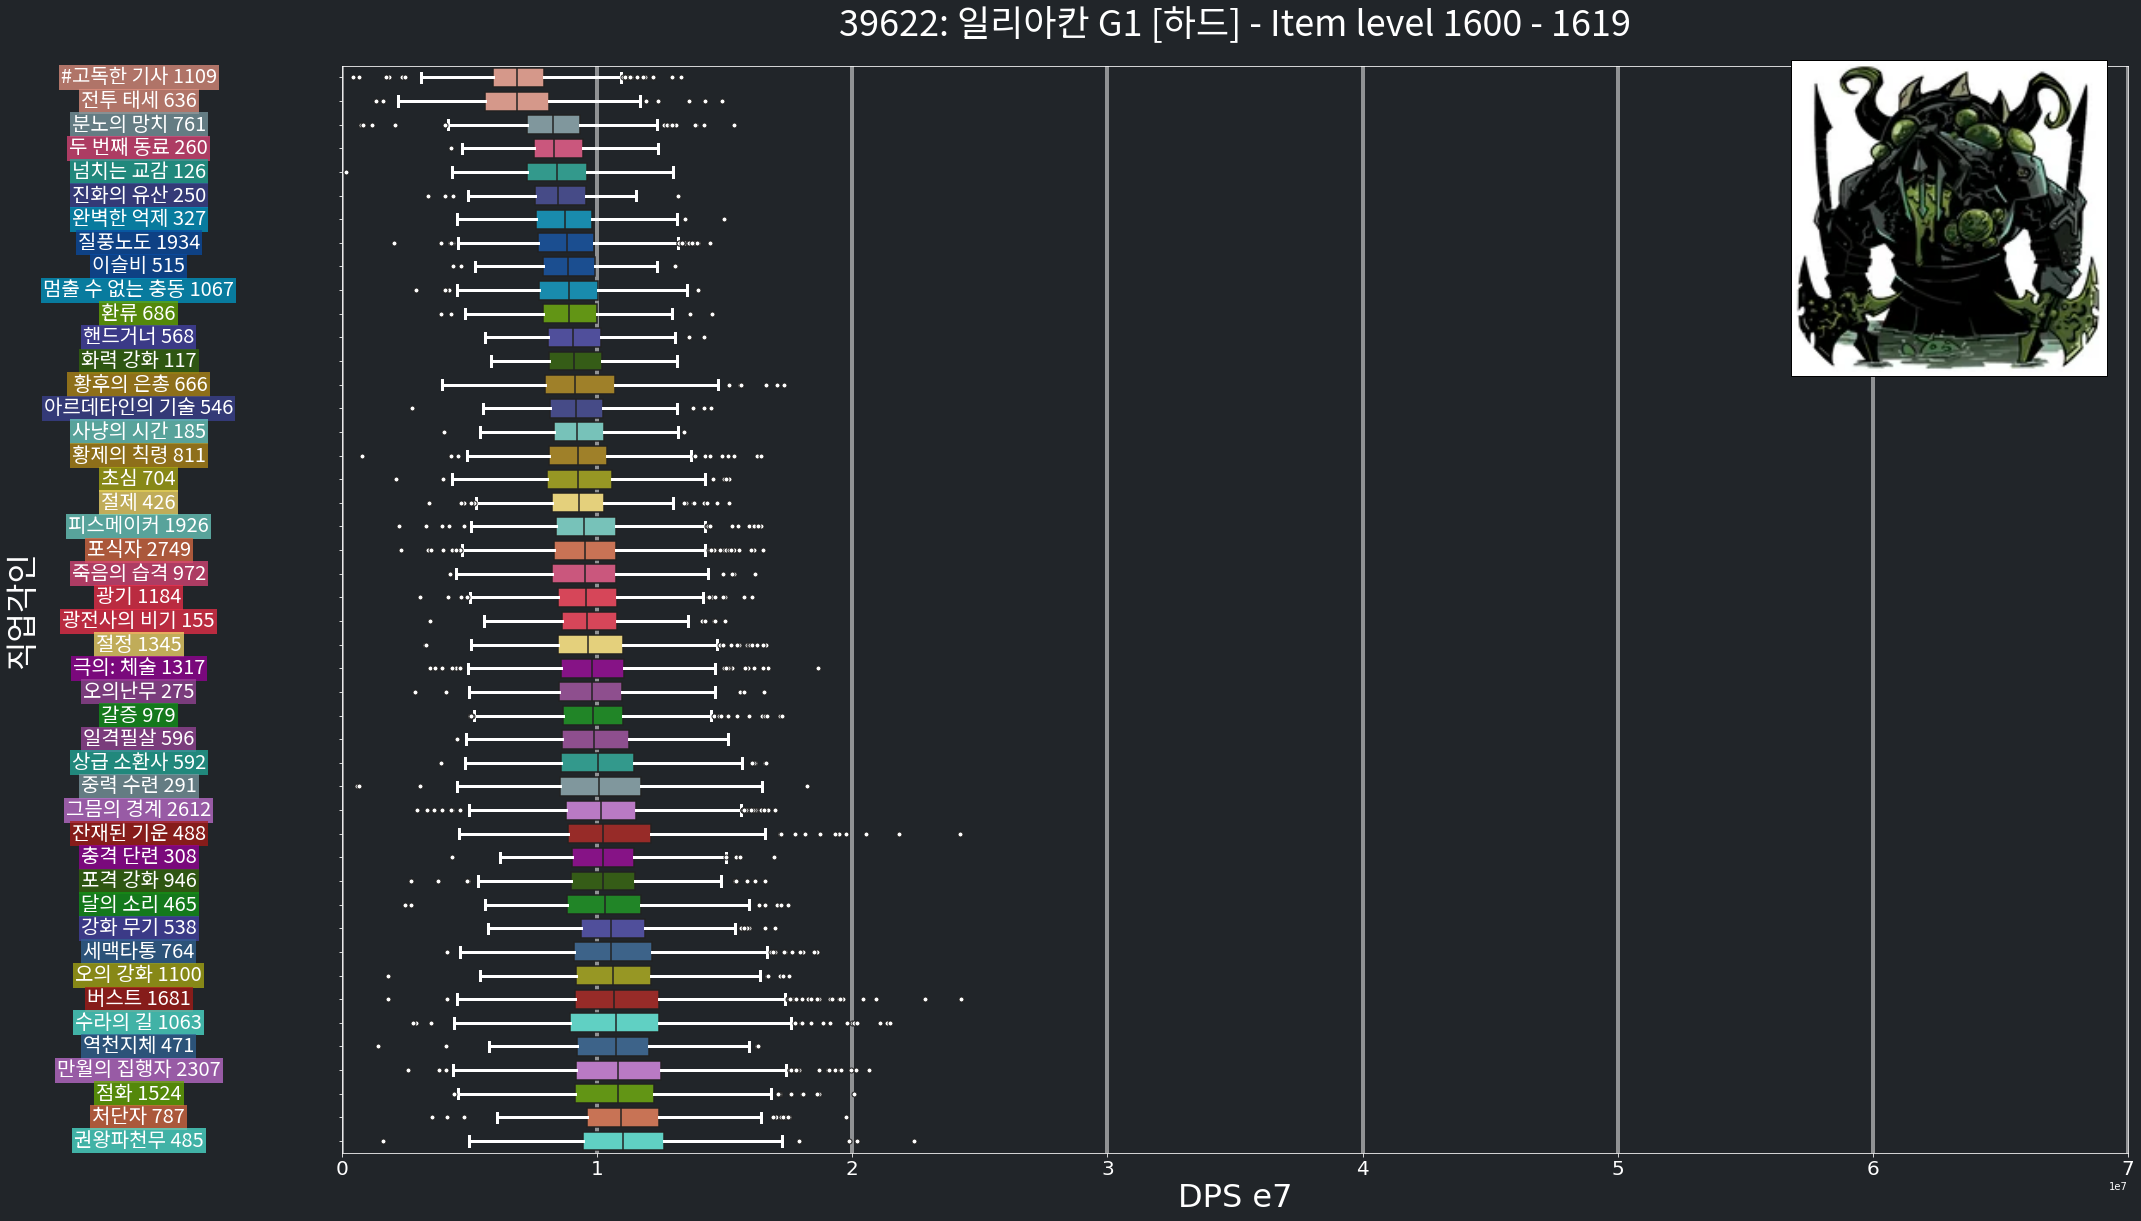 39622: 일리아칸 G1 [하드] - Item level 1600 - 1619
#고독한 기사 1109
전투 태세 636
분노의 망치 761
두 번째 동료 260
넘치는 교감 126
진화의 유산 250
완벽한 억제 327
질풍노도 1934
이슬비 515
멈출 수 없는 충동 1067
환류 686
핸드거너 568
화력 강화 117
황후의 은총 666
아르데타인의 기술 546
사냥의 시간 185
황제의 칙령 811
초심 704
절제 426
피스메이커 1926
포식자 2749
죽음의 습격 972
광기 1184
광전사의 비기 155
절정 1345
극의: 체술 1317
오의난무 275
갈증 979
일격필살 596
상급 소환사 592
중력 수련 291
그믐의 경계 2612
잔재된 기운 488
충격 단련 308
포격 강화 946
달의 소리 465
강화 무기 538
세맥타통 764
오의 강화 1100
버스트 1681
수라의 길 1063
역천지체 471
만월의 집행자 2307
점화 1524
처단자 787
권왕파천무 485
직업각인
0 1 2 3 4 5 6 7
DPS e7
1e7